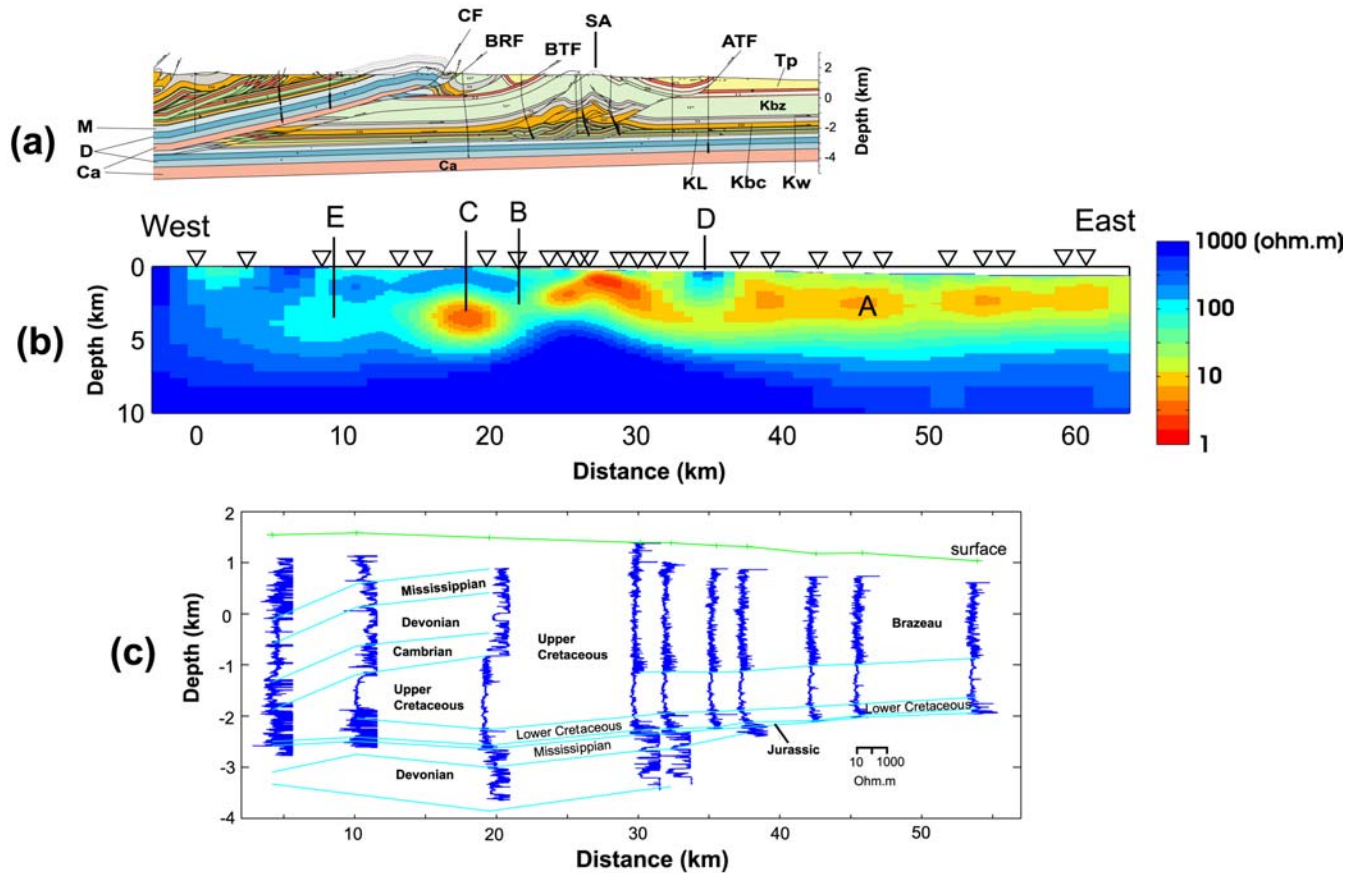 CF
SA
BRF
BTF
ATF
Tp
2
0
-2
-4
Depth (km)
Kbz
(a)
M
D
Ca
Ca
KL
Kbc
Kw
West
E
C
B
D
East
1000 (ohm.m)
100
10
1
(b)
Depth (km)
0
5
10
A
0
10
20
30
40
50
60
Distance (km)
(c)
Depth (km)
2
1
0
-1
-2
-3
-4
surface
Mississippian
Devonian
Cambrian
Upper
Cretaceous
Upper
Cretaceous
Brazeau
Lower Cretaceous
Lower Cretaceous
Mississippian
Jurassic
Devonian
10 1000
Ohm.m
10
20
30
40
50
Distance (km)